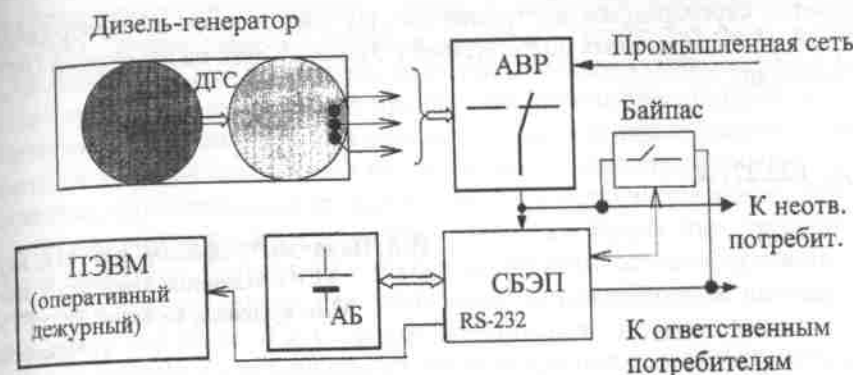 Дизель-генератор
ДГС
АВР
Промышленная сеть
Байпас
К неотв.
потребит.
ПЭВМ
(оперативный
дежурный)
АБ
СБЭП
RS-232
К ответственным
потребителям